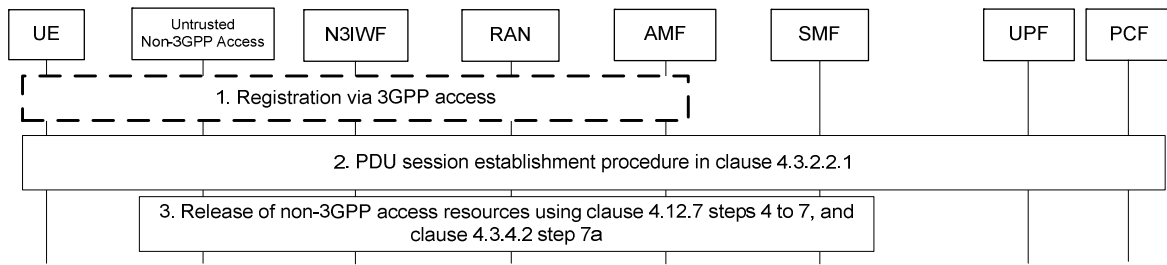 UE
Untrusted
Non-3GPP Access
N3IWF
RAN
AMF
SMF
UPF
PCF
1. Registration via 3GPP access
2. PDU session establishment procedure in clause 4.3.2.2.1
3. Release of non-3GPP access resources using clause 4.12.7 steps 4 to 7, and
clause 4.3.4.2 step 7a